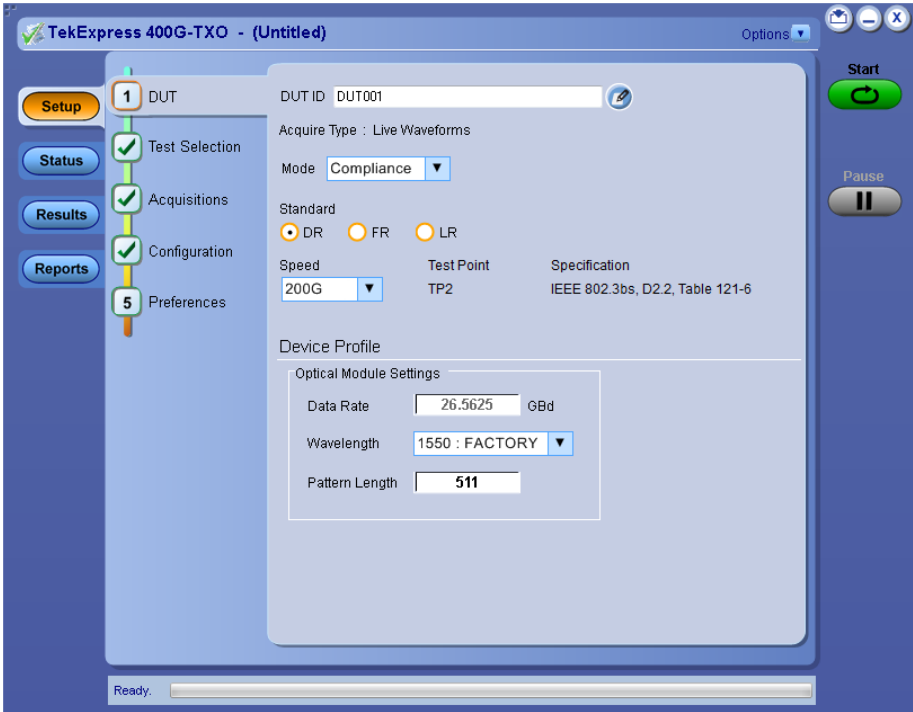 TekExpress 400G-TXO - (Untitled)
Options
Start
Pause
Setup
Status
Results
Reports
1 DUT
Test Selection
Acquisitions
Configuration
5 Preferences
DUT ID DUT001
Acquire Type : Live Waveforms
Mode Compliance
Standard
DR FR LR
Speed Test Point Specification
200G TP2 IEEE 802.3bs, D2.2, Table 121-6
Device Profile
Optical Module Settings
Data Rate 26.5625 GBd
Wavelength 1550 : FACTORY
Pattern Length 511
Ready.